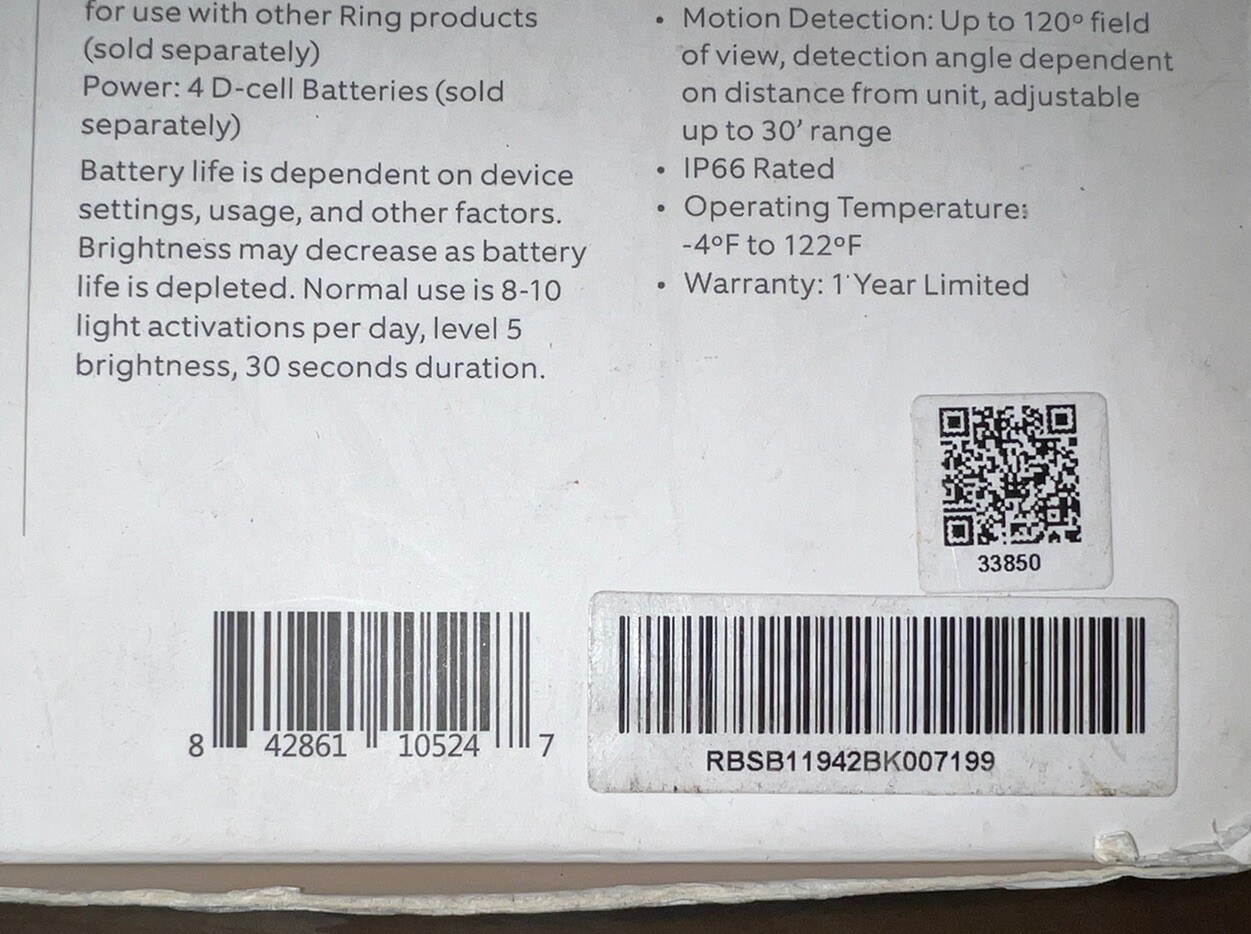 for use with other Ring products
(sold separately)
Power: 4 D-cell Batteries (sold
separately)
Battery life is dependent on device
settings, usage, and other factors.
Brightness may decrease as battery
life is depleted. Normal use is 8-10
light activations per day, level 5
brightness, 30 seconds duration.
• Motion Detection: Up to 120º field
of view, detection angle dependent
on distance from unit, adjustable
up to 30’ range
• IP66 Rated
• Operating Temperature:
-4ºF to 122ºF
• Warranty: 1 Year Limited
33850
8 42861 10524 7
RBSB11942BK007199